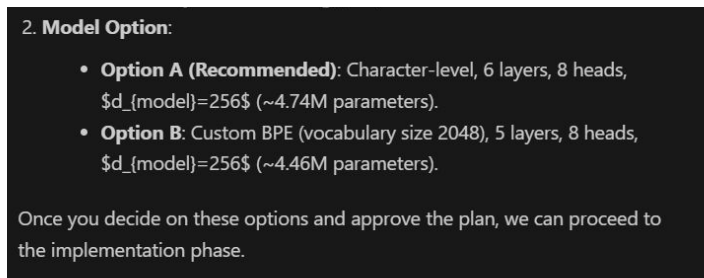 2. Model Option:
• Option A (Recommended): Character-level, 6 layers, 8 heads,
$d_{model}=256$ (~4.74M parameters).
• Option B: Custom BPE (vocabulary size 2048), 5 layers, 8 heads,
$d_{model}=256$ (~4.46M parameters).
Once you decide on these options and approve the plan, we can proceed to
the implementation phase.